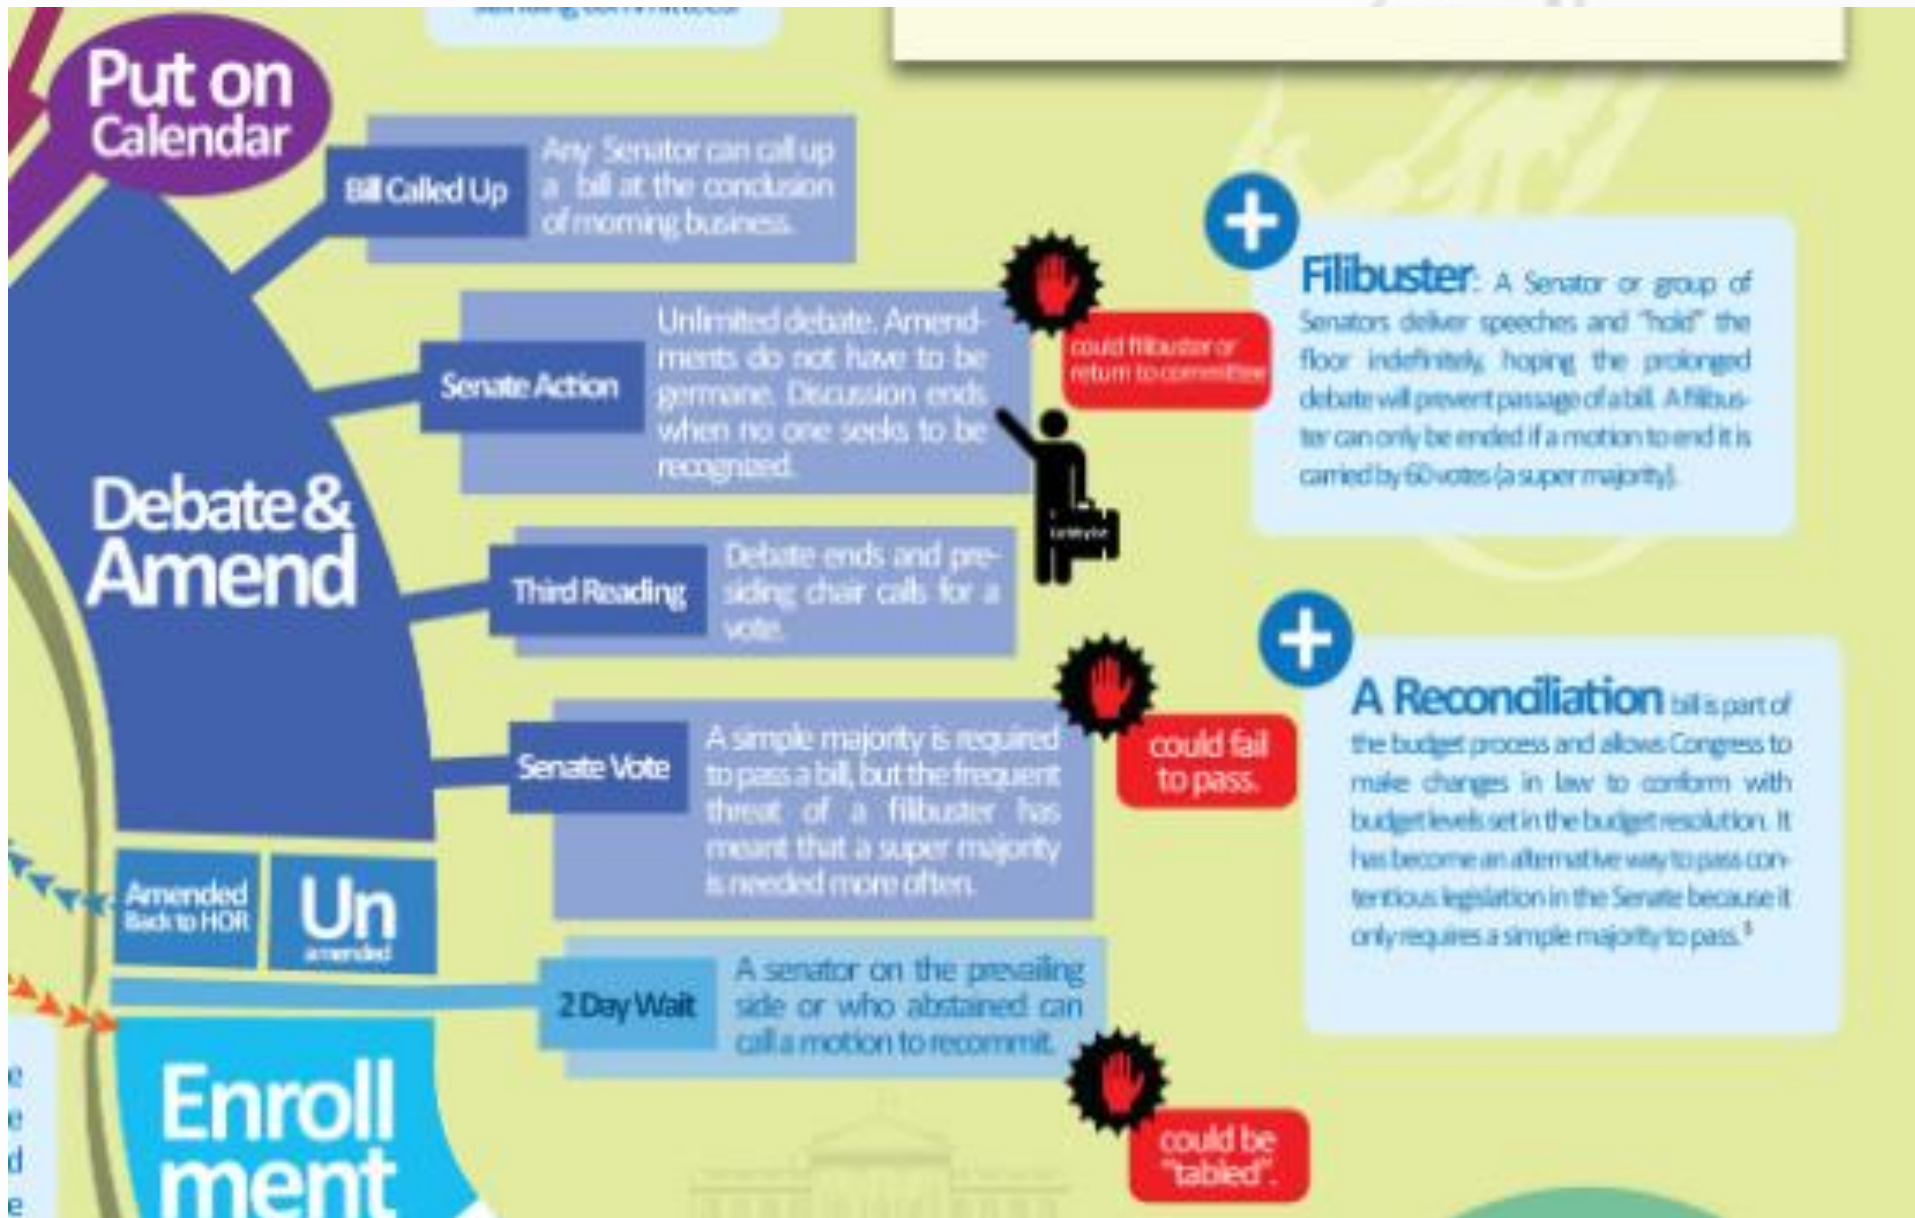 standing committees
Put on
Calendar
Bill Called Up
Any Senator can call up
a bill at the conclusion
of morning business.
Senate Action
Unlimited debate. Amend-
ments do not have to be
germane. Discussion ends
when no one seeks to be
recognized.
could filibuster or
return to committee
Lobbyist
Filibuster: A Senator or group of
Senators deliver speeches and "hold" the
floor indefinitely, hoping the prolonged
debate will prevent passage of a bill. A filibus-
ter can only be ended if a motion to end it is
carried by 60 votes (a super majority).
Debate &
Amend
Third Reading
Debate ends and pre-
siding chair calls for a
vote.
Senate Vote
A simple majority is required
to pass a bill, but the frequent
threat of a filibuster has
meant that a super majority
is needed more often.
could fail
to pass.
A Reconciliation bill is part of
the budget process and allows Congress to
make changes in law to conform with
budget levels set in the budget resolution. It
has become an alternative way to pass con-
tentious legislation in the Senate because it
only requires a simple majority to pass.
Amended
Back to HOR
Un
amended
2 Day Wait
A senator on the prevailing
side or who abstained can
call a motion to recommit.
could be
"tabled".
Enroll
ment
e
e
d
e